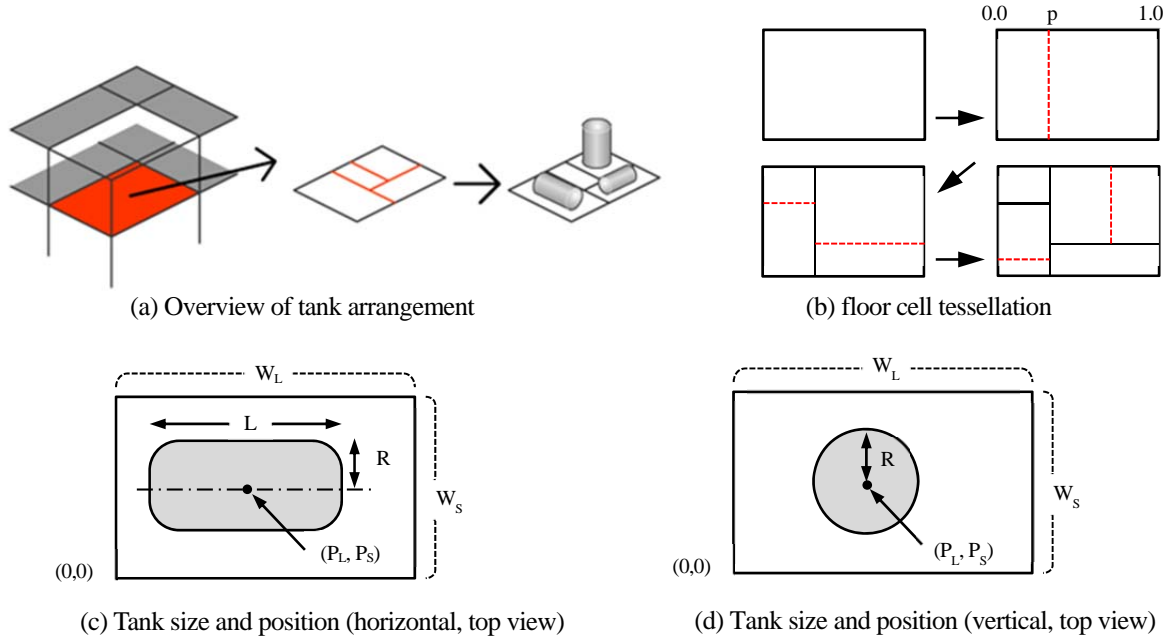 0.0 p 1.0
(a) Overview of tank arrangement
(b) floor cell tessellation
W_L
L
R
W_S
(P_L, P_S)
(0,0)
(c) Tank size and position (horizontal, top view)
W_L
R
W_S
(P_L, P_S)
(0,0)
(d) Tank size and position (vertical, top view)